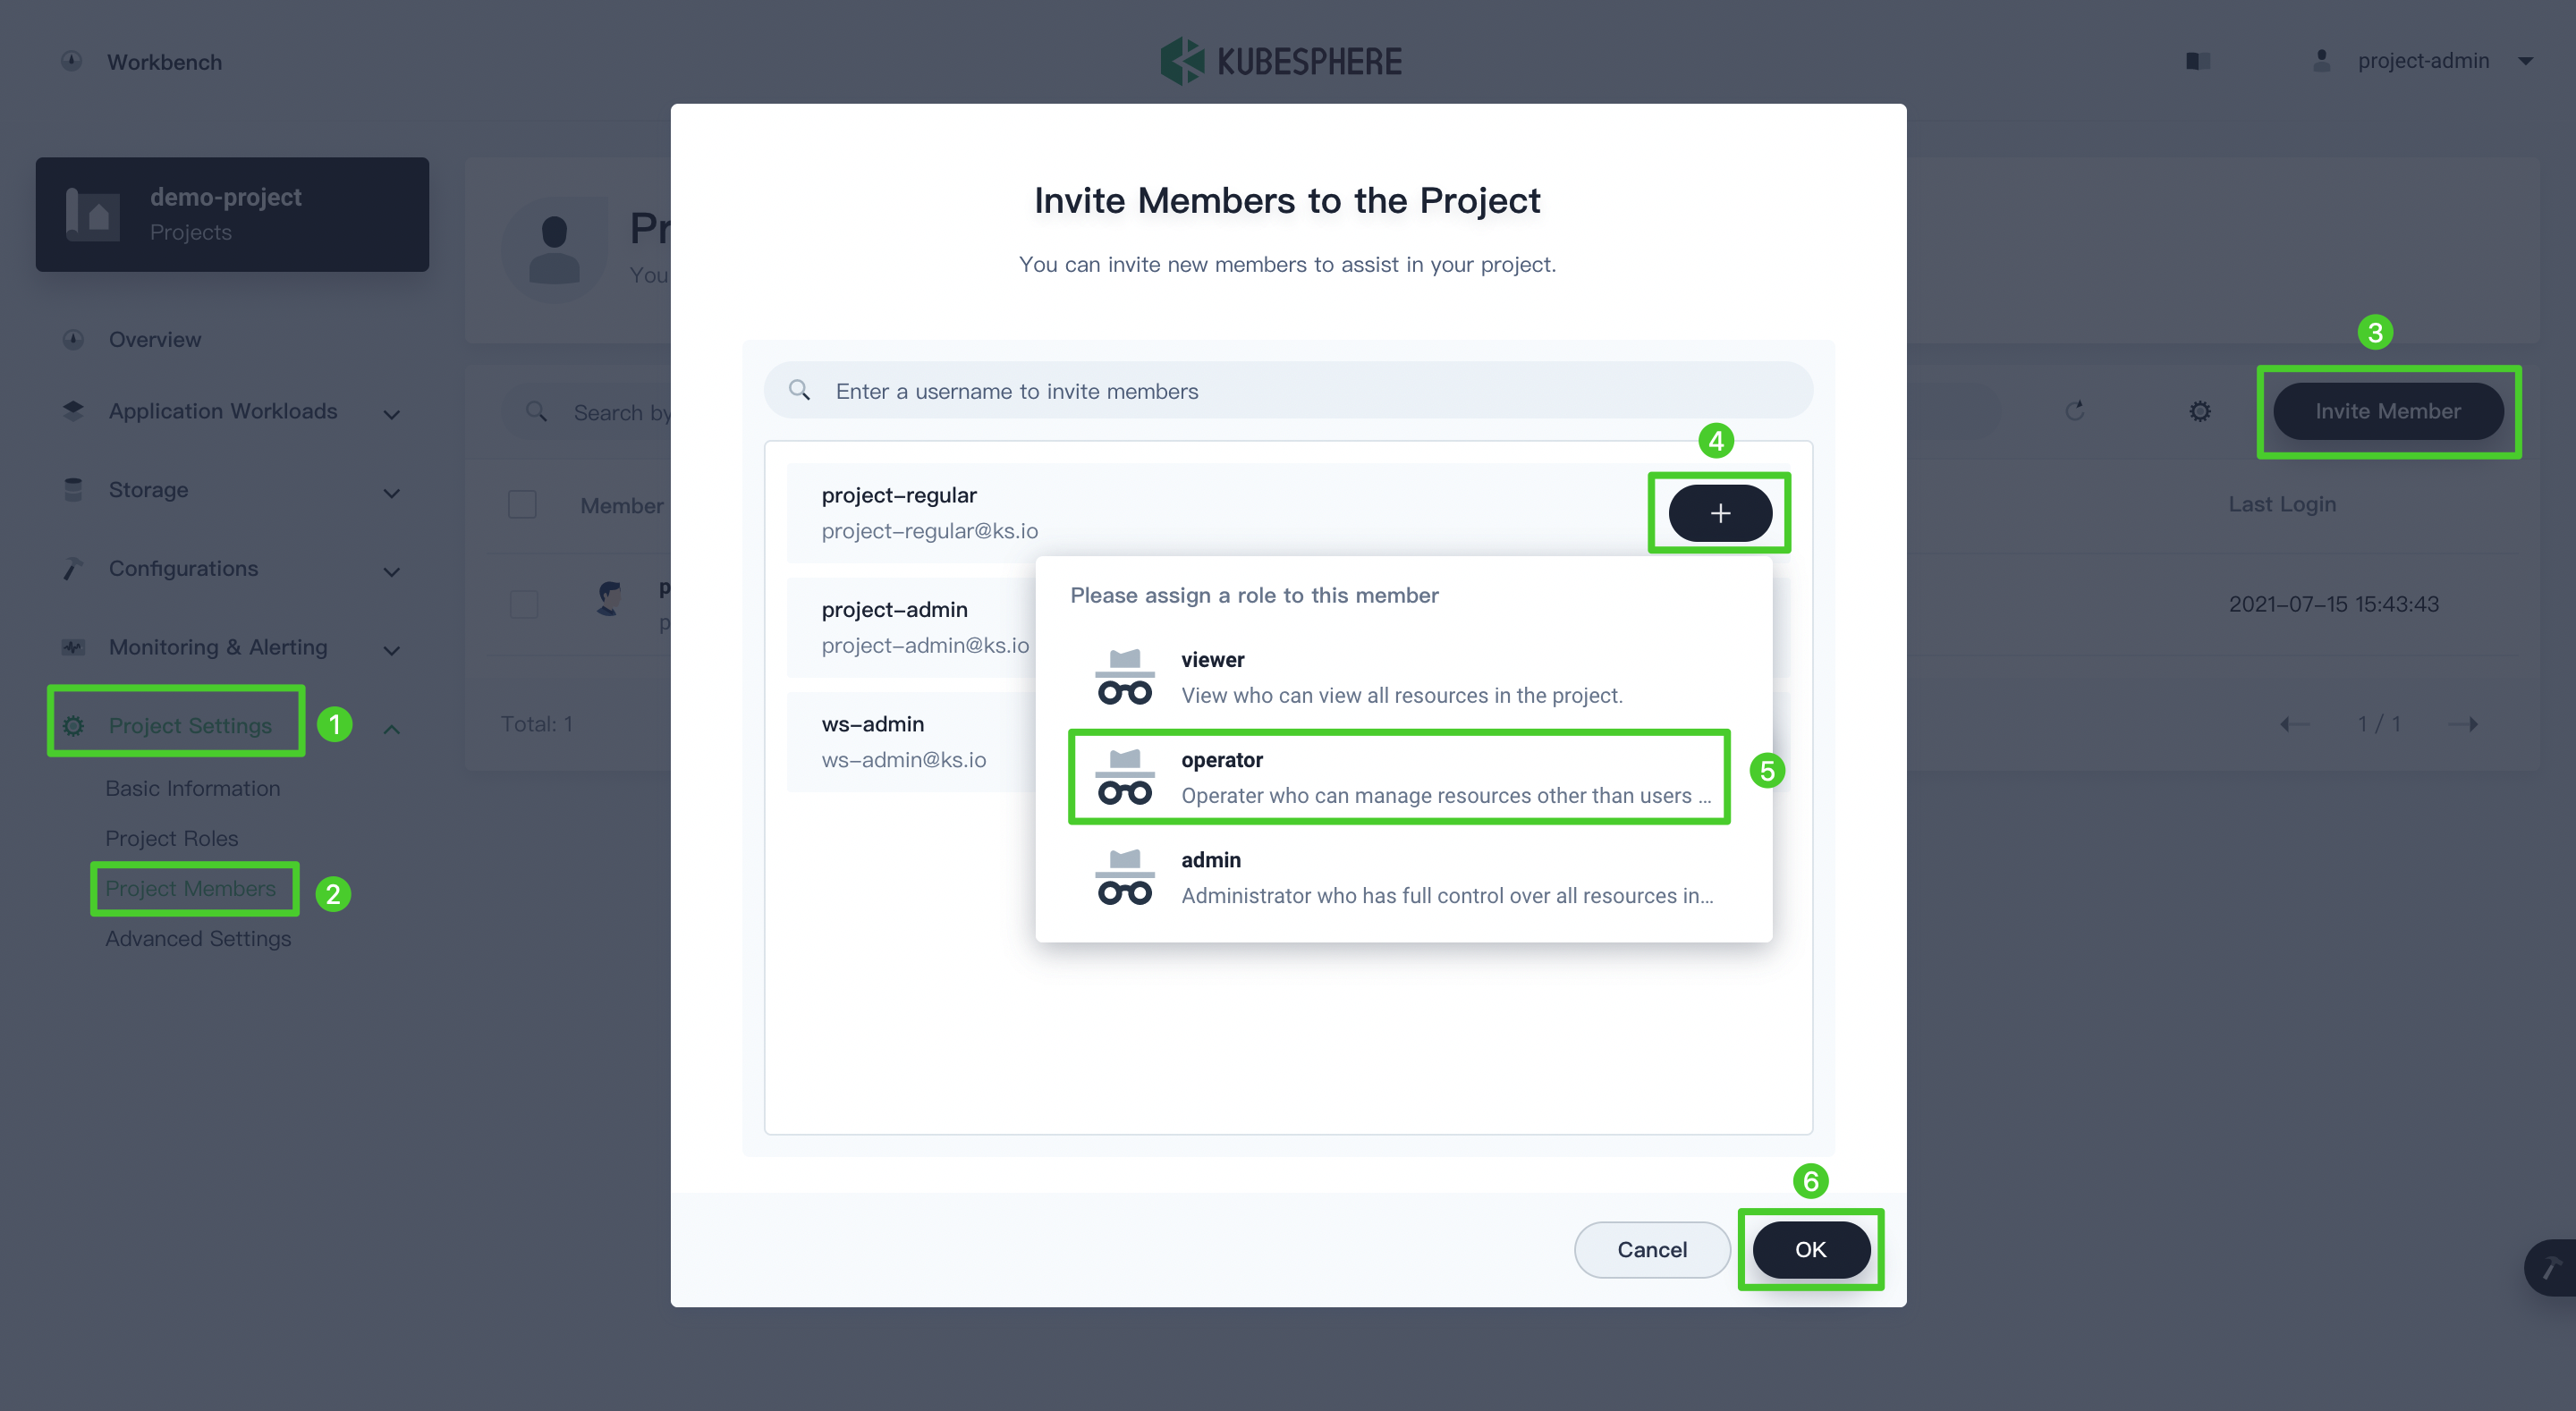 Workbench
KUBESPHERE
project-admin
demo-project
Projects
Overview
Application Workloads
Storage
Configurations
Monitoring & Alerting
Project Settings
1
Basic Information
Project Roles
Project Members
2
Advanced Settings
Pr
You
Search by
Member
p
p
Total: 1
3
Invite Member
Last Login
2021-07-15 15:43:43
1 / 1
Invite Members to the Project
You can invite new members to assist in your project.
Enter a username to invite members
4
project-regular
project-regular@ks.io
+
project-admin
project-admin@ks.io
ws-admin
ws-admin@ks.io
Please assign a role to this member
viewer
View who can view all resources in the project.
operator
Operater who can manage resources other than users ...
5
admin
Administrator who has full control over all resources in...
6
Cancel
OK